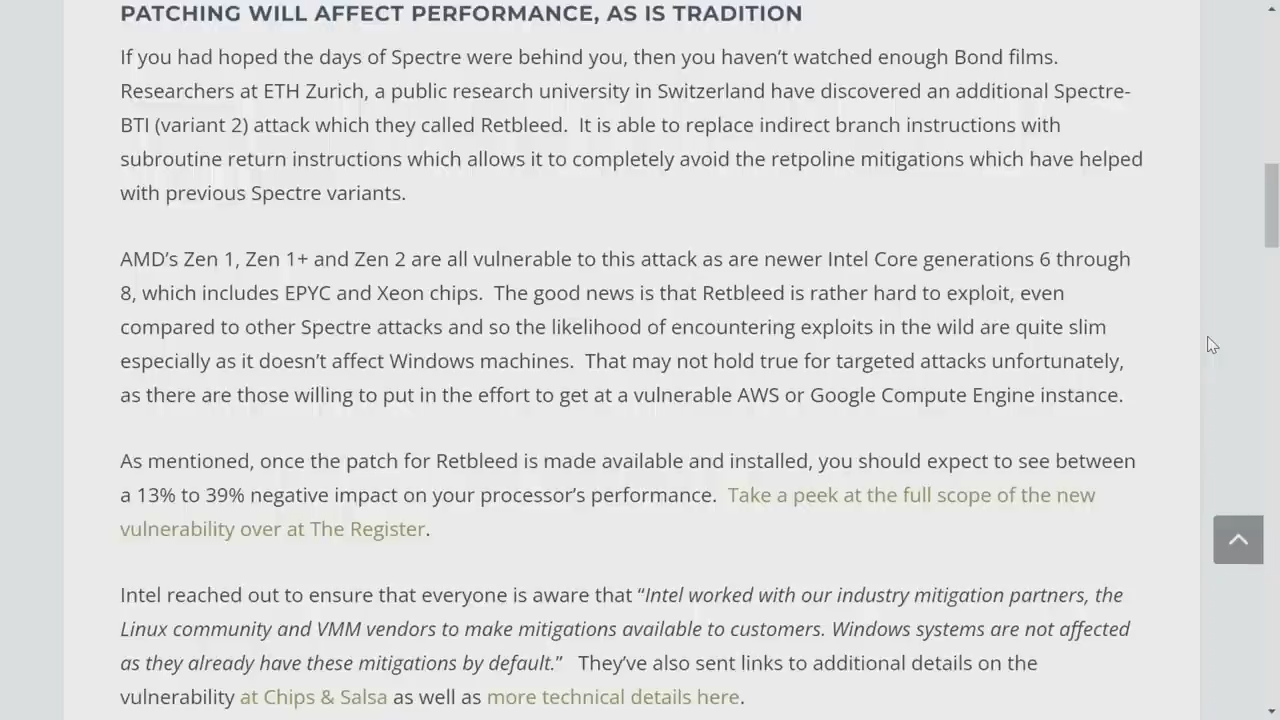 PATCHING WILL AFFECT PERFORMANCE, AS IS TRADITION
If you had hoped the days of Spectre were behind you, then you haven’t watched enough Bond films.
Researchers at ETH Zurich, a public research university in Switzerland have discovered an additional Spectre-
BTI (variant 2) attack which they called Retbleed.  It is able to replace indirect branch instructions with
subroutine return instructions which allows it to completely avoid the retpoline mitigations which have helped
with previous Spectre variants.
AMD’s Zen 1, Zen 1+ and Zen 2 are all vulnerable to this attack as are newer Intel Core generations 6 through
8, which includes EPYC and Xeon chips.  The good news is that Retbleed is rather hard to exploit, even
compared to other Spectre attacks and so the likelihood of encountering exploits in the wild are quite slim
especially as it doesn’t affect Windows machines.  That may not hold true for targeted attacks unfortunately,
as there are those willing to put in the effort to get at a vulnerable AWS or Google Compute Engine instance.
As mentioned, once the patch for Retbleed is made available and installed, you should expect to see between
a 13% to 39% negative impact on your processor’s performance.  Take a peek at the full scope of the new
vulnerability over at The Register.
Intel reached out to ensure that everyone is aware that “Intel worked with our industry mitigation partners, the
Linux community and VMM vendors to make mitigations available to customers. Windows systems are not affected
as they already have these mitigations by default.”   They’ve also sent links to additional details on the
vulnerability at Chips & Salsa as well as more technical details here.